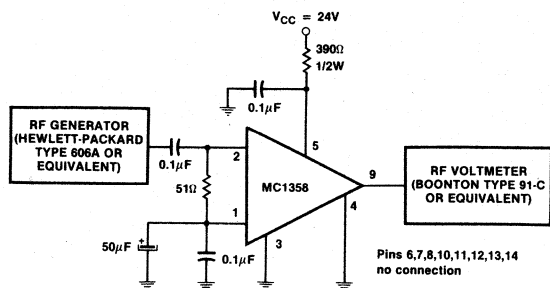 VCC = 24V
390Ω
1/2W
0.1μF
5
RF GENERATOR
(HEWLETT-PACKARD
TYPE 606A OR
EQUIVALENT)
0.1μF
2
51Ω
MC1358
9
RF VOLTMETER
(BOONTON TYPE 91-C
OR EQUIVALENT)
1
4
50μF
+
0.1μF
3
Pins 6,7,8,10,11,12,13,14
no connection